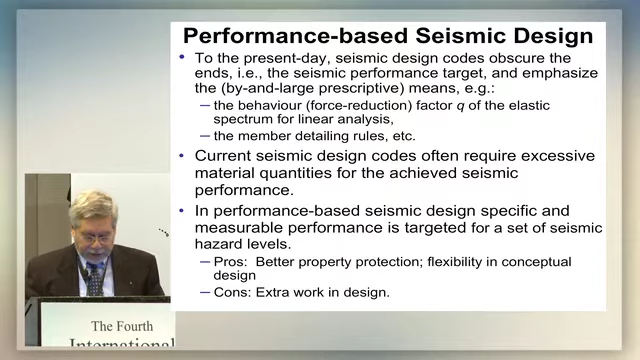 Performance-based Seismic Design
• To the present-day, seismic design codes obscure the
ends, i.e., the seismic performance target, and emphasize
the (by-and-large prescriptive) means, e.g.:
– the behaviour (force-reduction) factor q of the elastic
spectrum for linear analysis,
– the member detailing rules, etc.
• Current seismic design codes often require excessive
material quantities for the achieved seismic
performance.
• In performance-based seismic design specific and
measurable performance is targeted for a set of seismic
hazard levels.
– Pros: Better property protection; flexibility in conceptual
design
– Cons: Extra work in design.
The Fourth
International